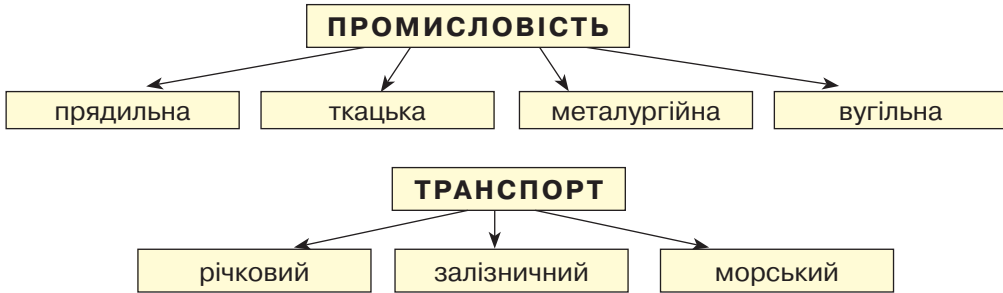 ПРОМИСЛОВІСТЬ
прядильна ткацька металургійна вугільна
ТРАНСПОРТ
річковий залізничний морський